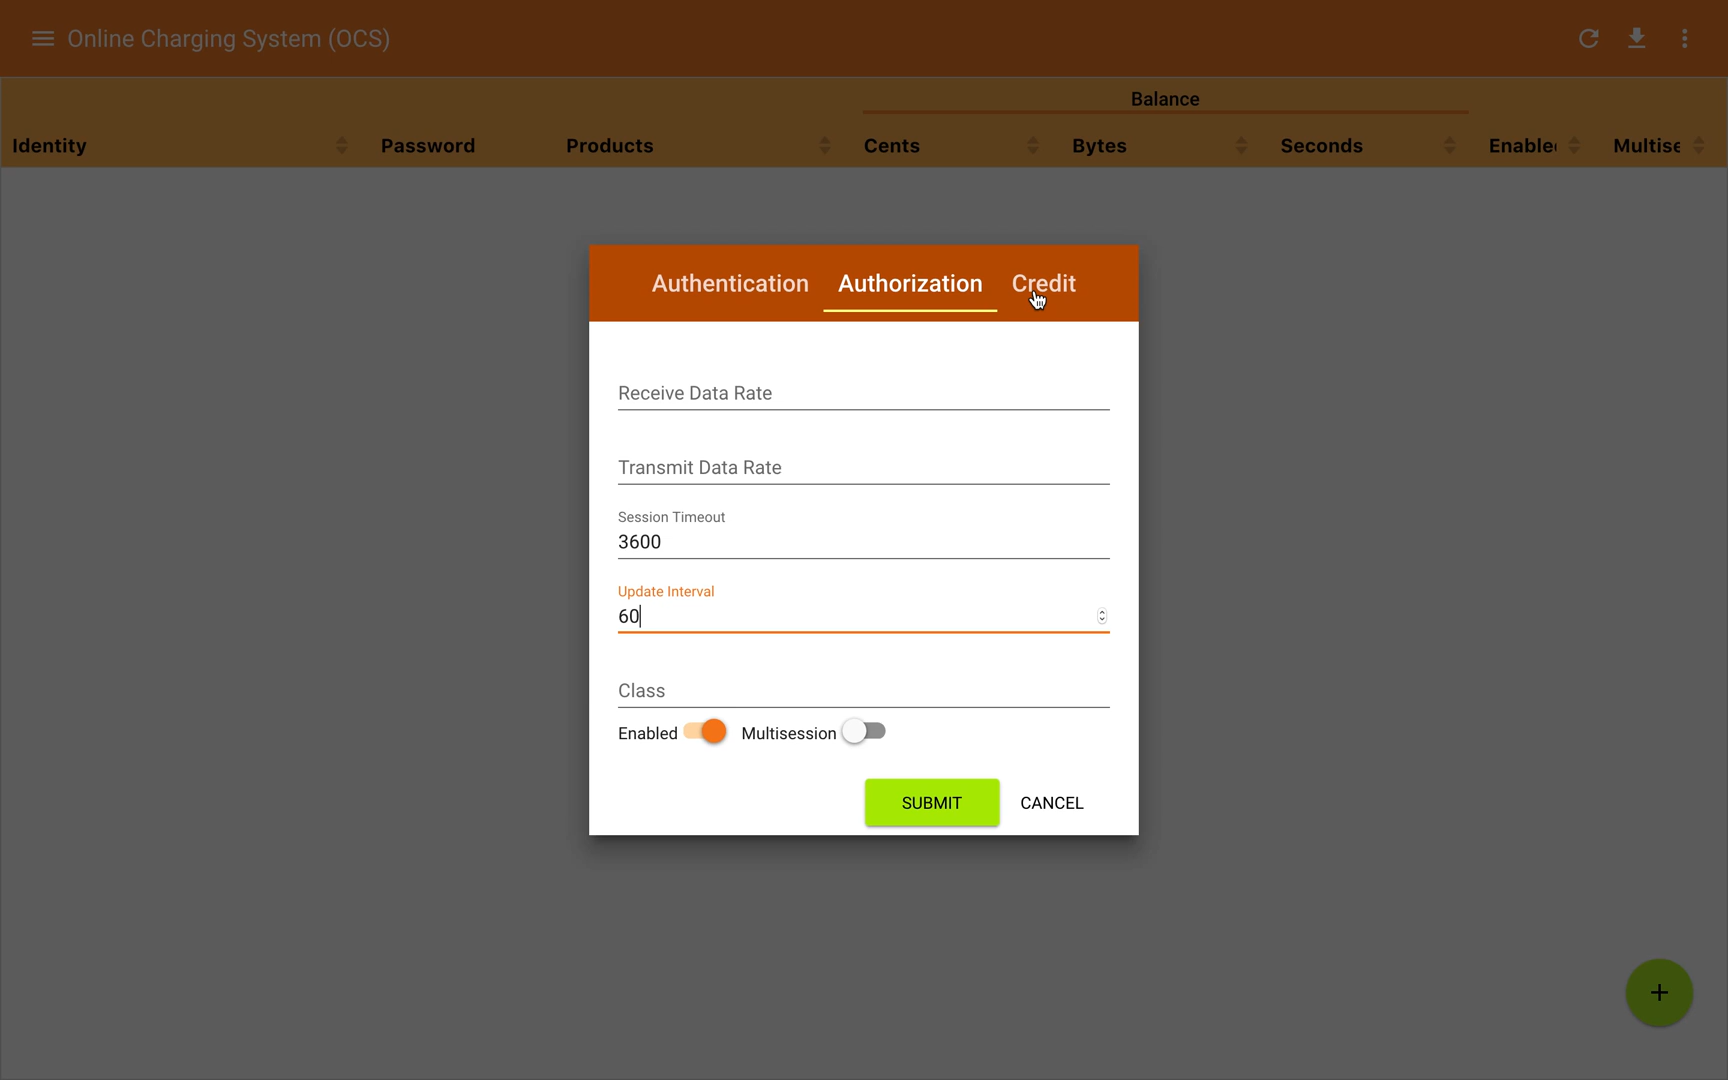 Online Charging System (OCS)
Balance
Identity Password Products Cents Bytes Seconds Enable Multise
Authentication Authorization Credit
Receive Data Rate
Transmit Data Rate
Session Timeout
3600
Update Interval
60
Class
Enabled Multisession
SUBMIT CANCEL
+